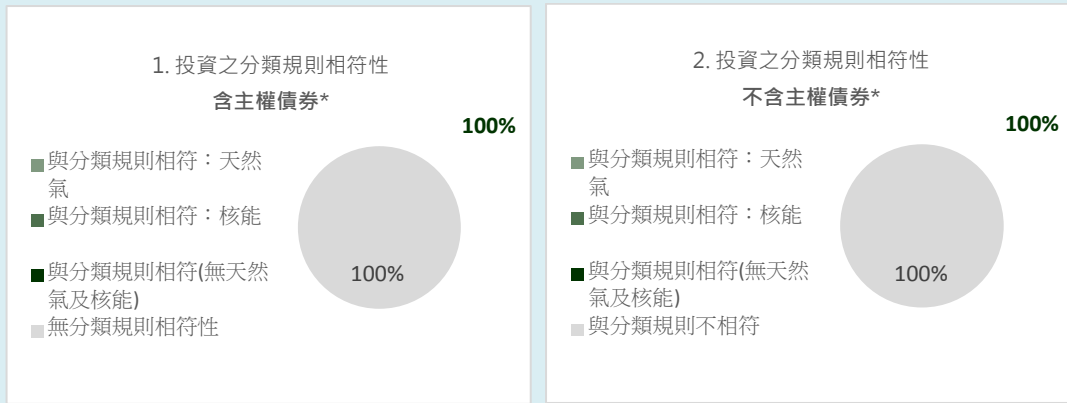 1. 投資之分類規則相符性
含主權債券*
100%
與分類規則相符：天然
氣
與分類規則相符：核能
與分類規則相符(無天然
氣及核能)
無分類規則相符性
100%
2. 投資之分類規則相符性
不含主權債券*
100%
與分類規則相符：天然
氣
與分類規則相符：核能
與分類規則相符(無天然
氣及核能)
與分類規則不相符
100%